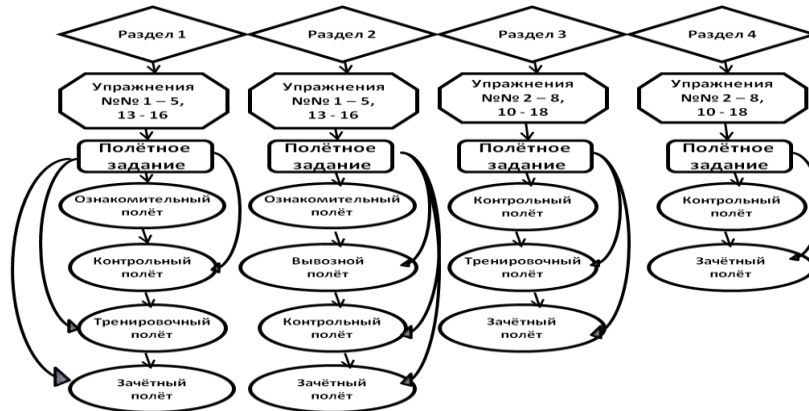 Раздел 1
Раздел 2
Раздел 3
Раздел 4
Упражнения
№№ 1 – 5,
13 - 16
Упражнения
№№ 1 – 5,
13 - 16
Упражнения
№№ 2 – 8,
10 - 18
Упражнения
№№ 2 – 8,
10 - 18
Полётное
задание
Полётное
задание
Полётное
задание
Полётное
задание
Ознакомительный
полёт
Ознакомительный
полёт
Контрольный
полёт
Контрольный
полёт
Контрольный
полёт
Вывозной
полёт
Тренировочный
полёт
Зачётный
полёт
Тренировочный
полёт
Контрольный
полёт
Зачётный
полёт
Зачётный
полёт
Зачётный
полёт